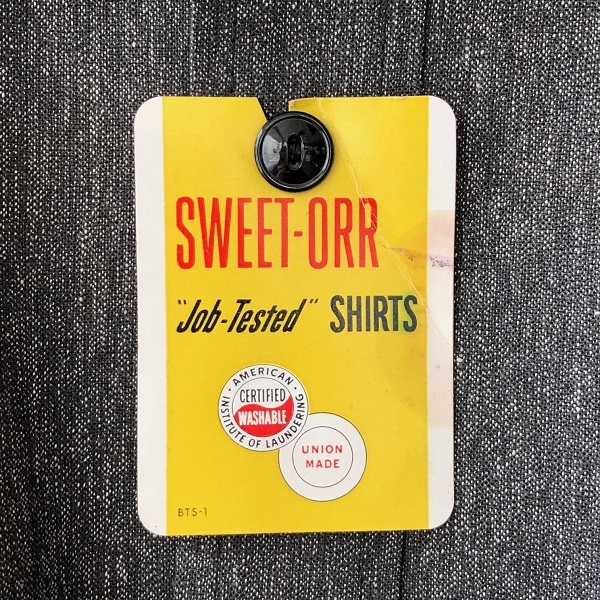 SWEET-ORR
"Job-Tested" SHIRTS
· AMERICAN ·
INSTITUTE OF LAUNDERING
CERTIFIED
WASHABLE
UNION
MADE
BTS-1